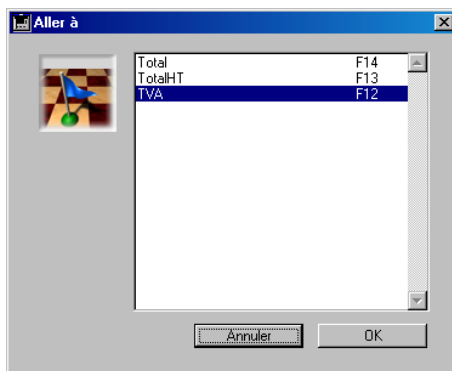 Aller à
Total F14
TotalHT F13
TVA F12
Annuler OK